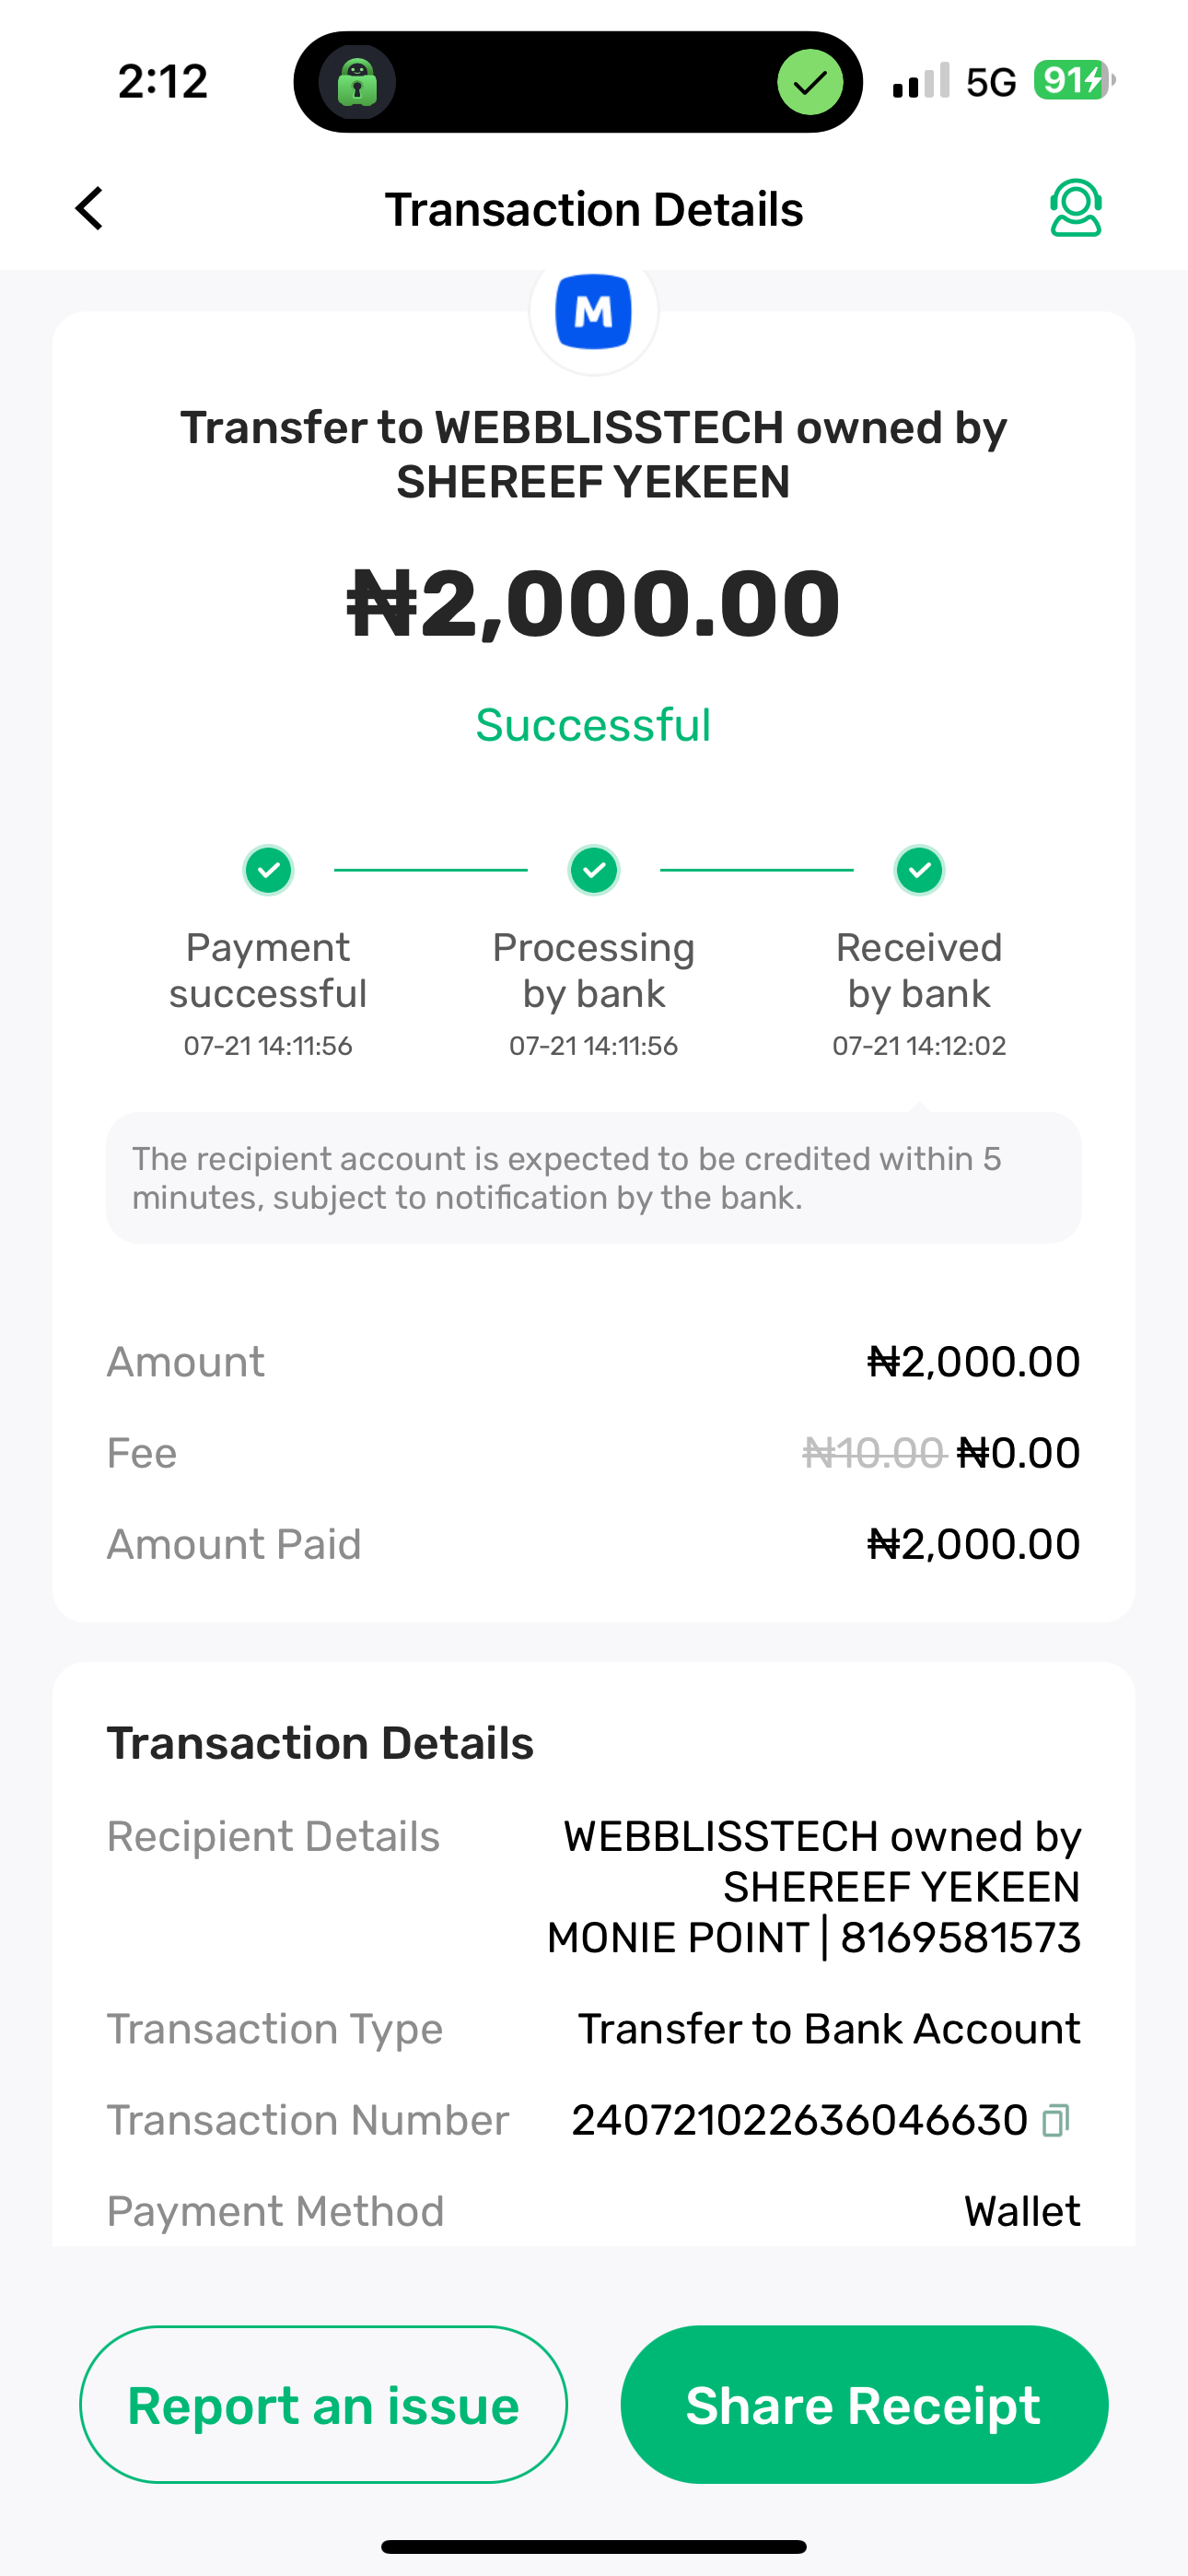 2:12
5G
91
Transaction Details
M
Transfer to WEBBLISSTECH owned by
SHEREEF YEKEEN
₦2,000.00
Successful
Payment
successful
07-21 14:11:56
Processing
by bank
07-21 14:11:56
Received
by bank
07-21 14:12:02
The recipient account is expected to be credited within 5
minutes, subject to notification by the bank.
Amount ₦2,000.00
Fee ₦10.00 ₦0.00
Amount Paid ₦2,000.00
Transaction Details
Recipient Details WEBBLISSTECH owned by
SHEREEF YEKEEN
MONIE POINT | 8169581573
Transaction Type Transfer to Bank Account
Transaction Number 240721022636046630
Payment Method Wallet
Report an issue
Share Receipt